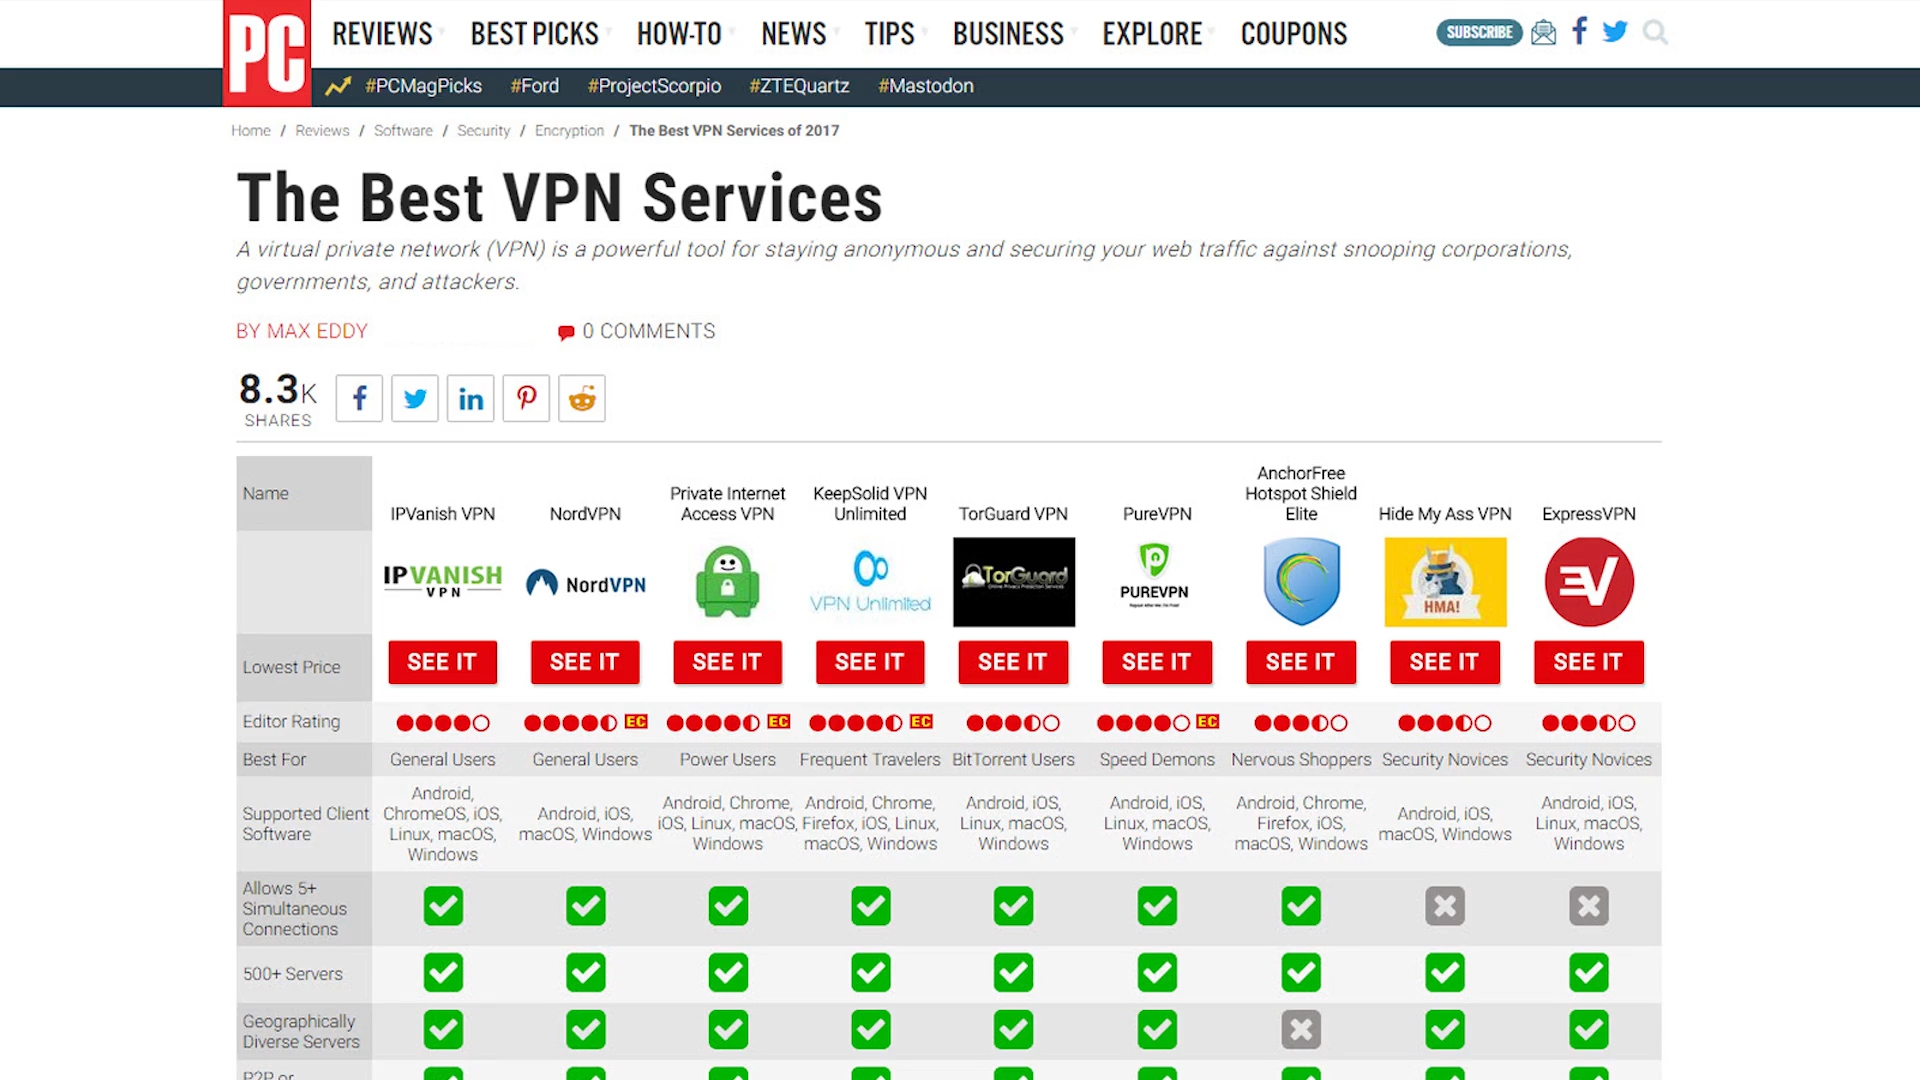 PC
REVIEWS BEST PICKS HOW-TO NEWS TIPS BUSINESS EXPLORE COUPONS SUBSCRIBE
#PCMagPicks #Ford #ProjectScorpio #ZTEQuartz #Mastodon
Home / Reviews / Software / Security / Encryption / The Best VPN Services of 2017
The Best VPN Services
A virtual private network (VPN) is a powerful tool for staying anonymous and securing your web traffic against snooping corporations,
governments, and attackers.
BY MAX EDDY 0 COMMENTS
8.3K
SHARES
Name
IPVanish VPN
NordVPN
Private Internet
Access VPN
KeepSolid VPN
Unlimited
TorGuard VPN
PureVPN
AnchorFree
Hotspot Shield
Elite
Hide My Ass VPN
ExpressVPN
IPVANISH
VPN
NordVPN
VPN Unlimited
TorGuard
Online Privacy Protection Services
PUREVPN
HMA!
EV
Lowest Price SEE IT SEE IT SEE IT SEE IT SEE IT SEE IT SEE IT SEE IT SEE IT
Editor Rating EC EC EC EC
Best For General Users General Users Power Users Frequent Travelers BitTorrent Users Speed Demons Nervous Shoppers Security Novices Security Novices
Supported Client
Software
Android,
ChromeOS, iOS,
Linux, macOS,
Windows
Android, iOS,
macOS, Windows
Android, Chrome,
iOS, Linux, macOS,
Windows
Android, Chrome,
Firefox, iOS, Linux,
macOS, Windows
Android, iOS,
Linux, macOS,
Windows
Android, iOS,
Linux, macOS,
Windows
Android, Chrome,
Firefox, iOS,
macOS, Windows
Android, iOS,
macOS, Windows
Android, iOS,
Linux, macOS,
Windows
Allows 5+
Simultaneous
Connections
500+ Servers
Geographically
Diverse Servers
P2P or